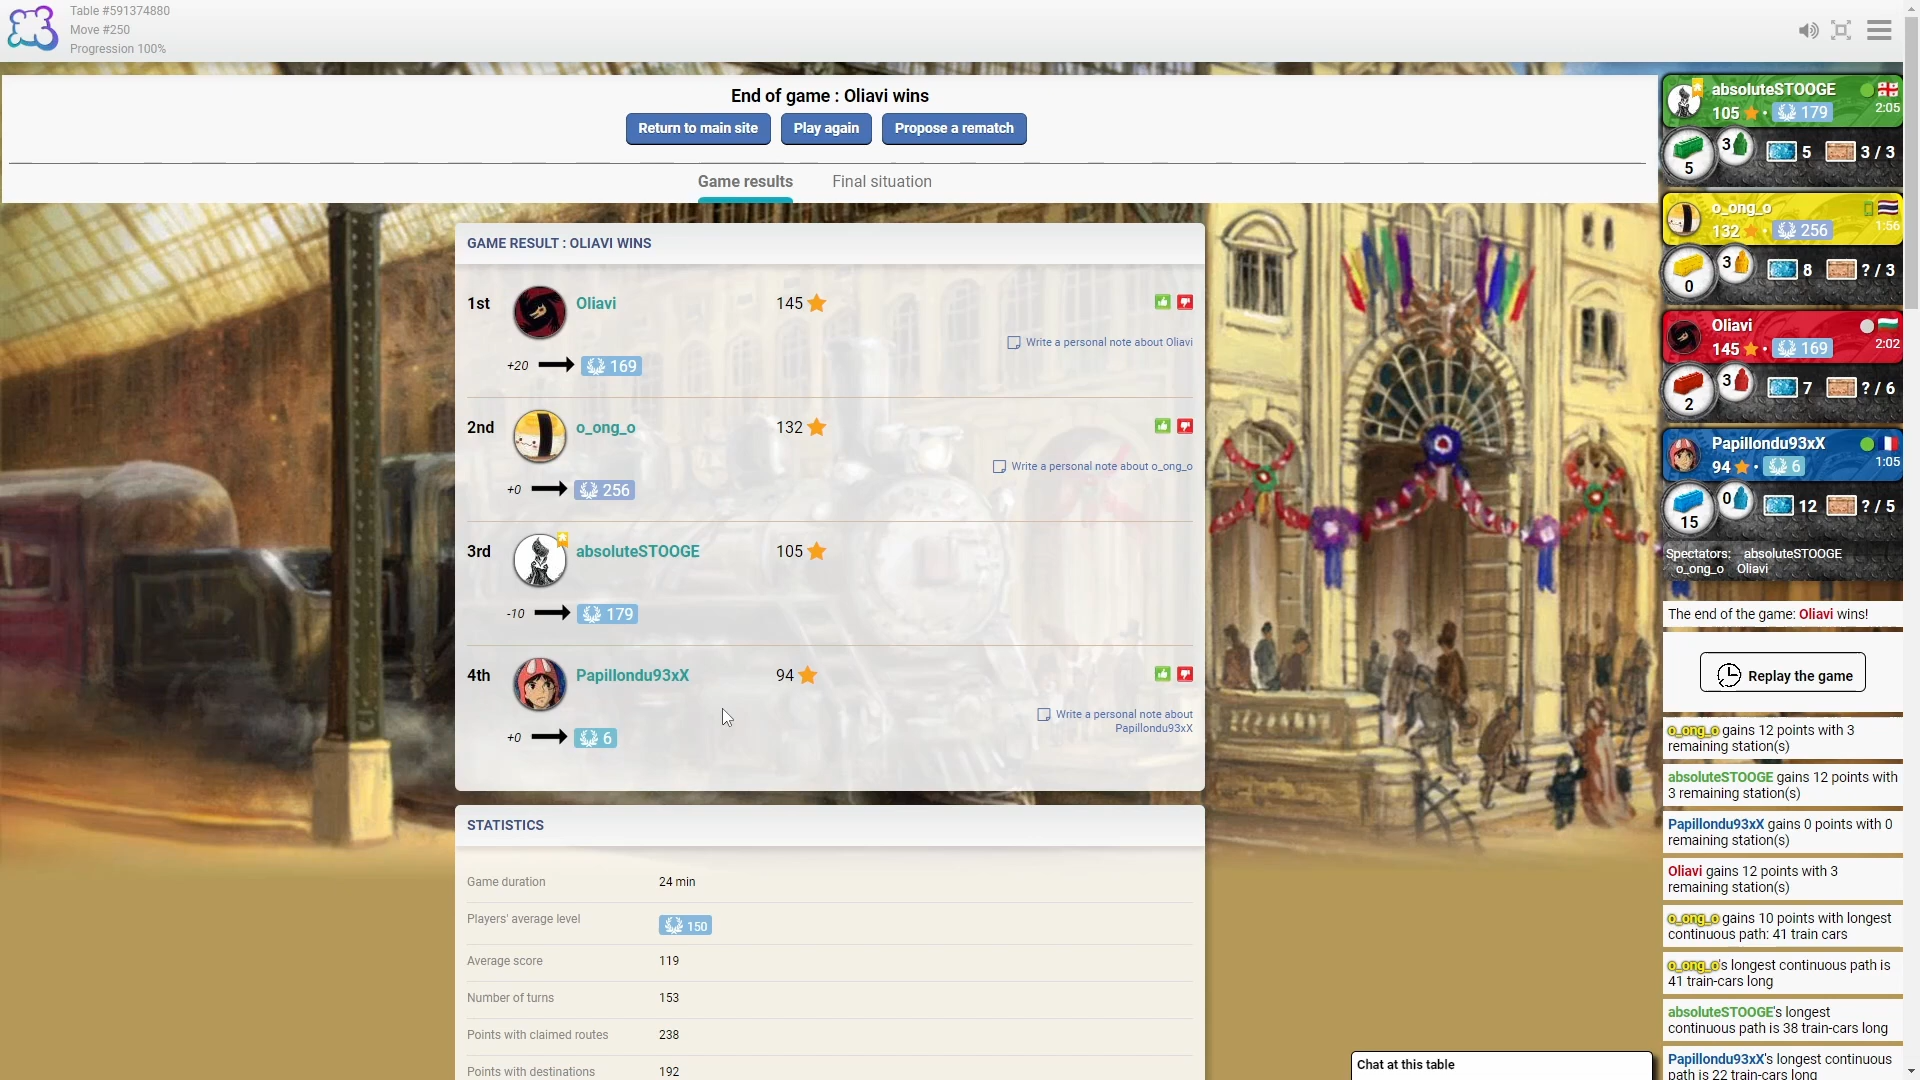 Table #591374880
Move #250
Progression 100%
End of game : Oliavi wins
Return to main site
Play again
Propose a rematch
Game results
Final situation
GAME RESULT : OLIAVI WINS
1st
Oliavi
145
Write a personal note about Oliavi
+20
169
2nd
o_ong_o
132
Write a personal note about o_ong_o
+0
256
3rd
absoluteSTOOGE
105
-10
179
4th
Papillondu93xX
94
Write a personal note about
Papillondu93xX
+0
6
STATISTICS
Game duration
24 min
Players' average level
150
Average score
119
Number of turns
153
Points with claimed routes
238
Points with destinations
192
absoluteSTOOGE
105 • 179
2:05
5
3
5
3 / 3
o_ong_o
132 • 256
1:56
0
3
8
? / 3
Oliavi
145 • 169
2:02
2
3
7
? / 6
Papillondu93xX
94 • 6
1:05
15
0
12
? / 5
Spectators: absoluteSTOOGE
o_ong_o Oliavi
The end of the game: Oliavi wins!
Replay the game
o_ong_o gains 12 points with 3
remaining station(s)
absoluteSTOOGE gains 12 points with
3 remaining station(s)
Papillondu93xX gains 0 points with 0
remaining station(s)
Oliavi gains 12 points with 3
remaining station(s)
o_ong_o gains 10 points with longest
continuous path: 41 train cars
o_ong_o's longest continuous path is
41 train-cars long
absoluteSTOOGE's longest
continuous path is 38 train-cars long
Papillondu93xX's longest continuous
path is 22 train-cars long
Chat at this table